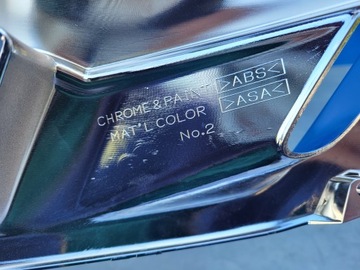 CHROME & PAINT >ABS<
MAT'L COLOR >ASA<
No.2